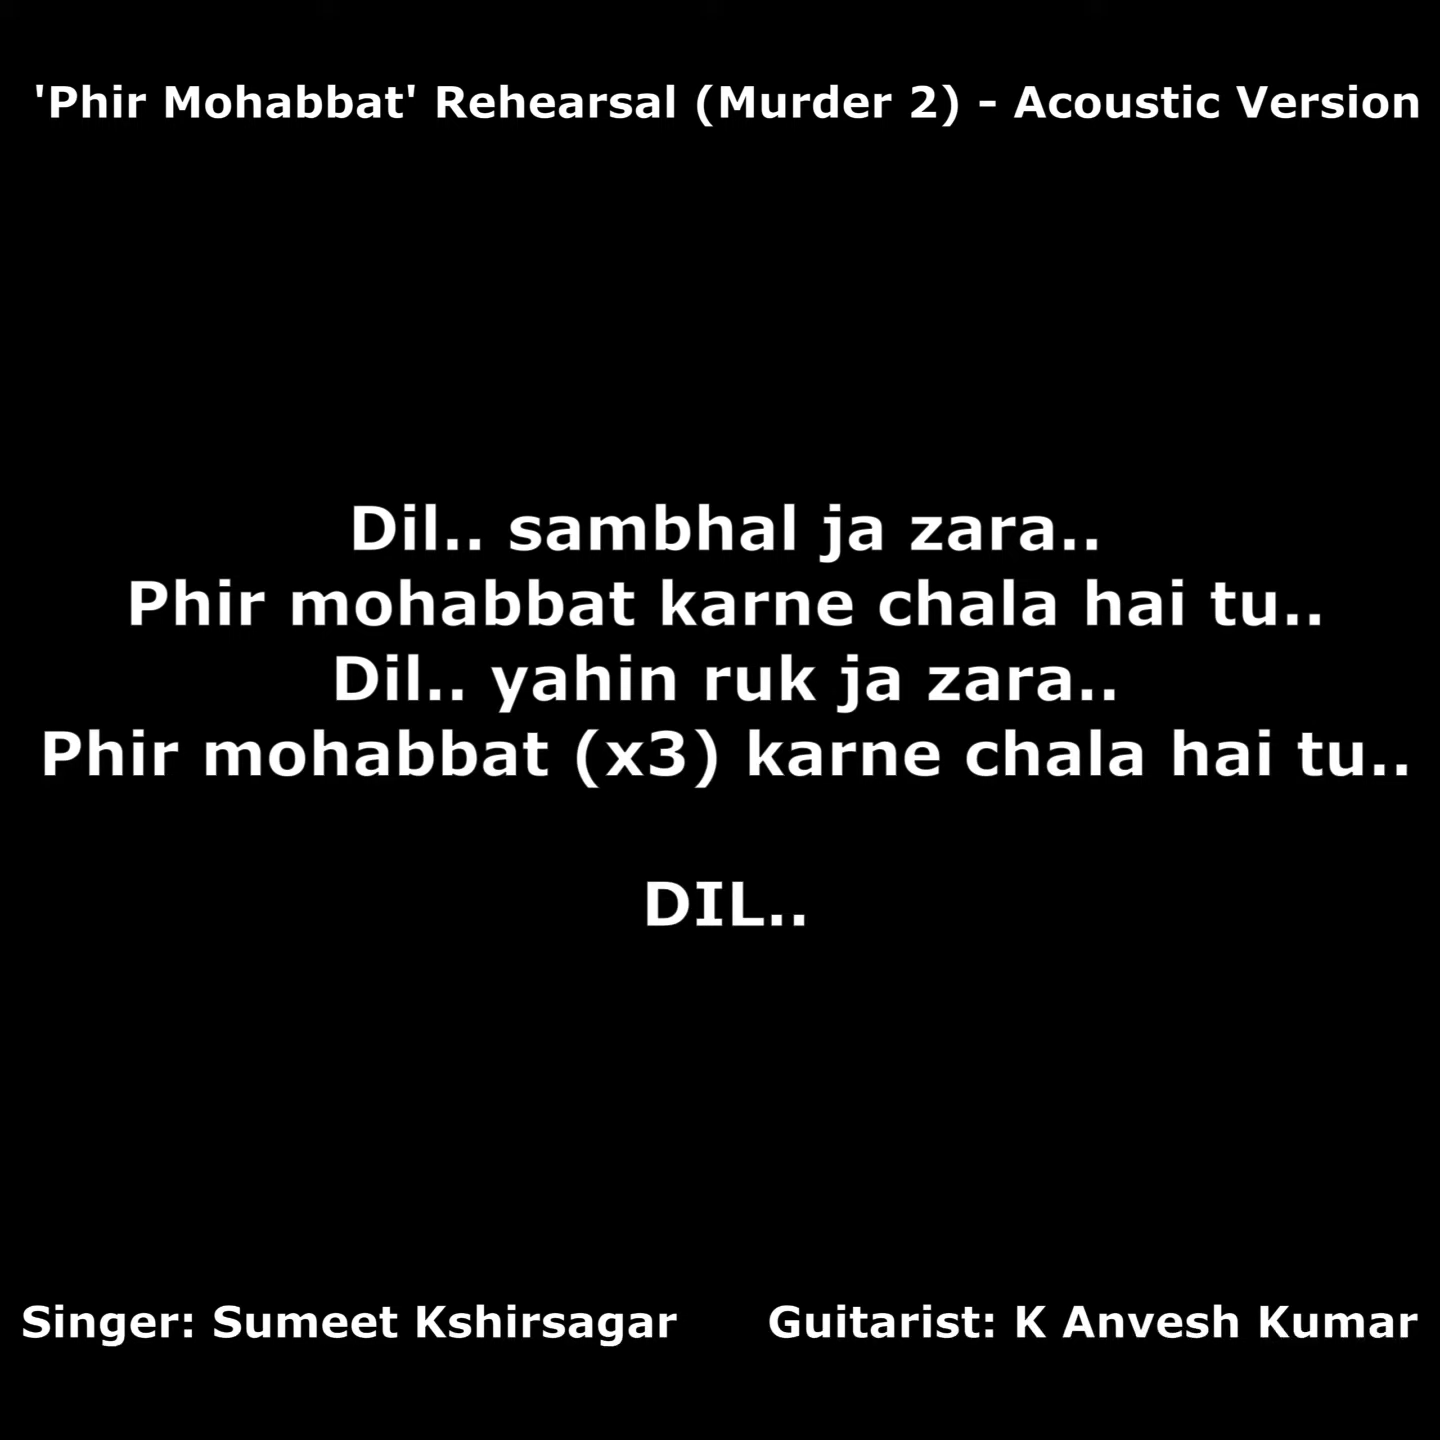 'Phir Mohabbat' Rehearsal (Murder 2) - Acoustic Version
Dil.. sambhal ja zara..
Phir mohabbat karne chala hai tu..
Dil.. yahin ruk ja zara..
Phir mohabbat (x3) karne chala hai tu..
DIL..
Singer: Sumeet Kshirsagar Guitarist: K Anvesh Kumar